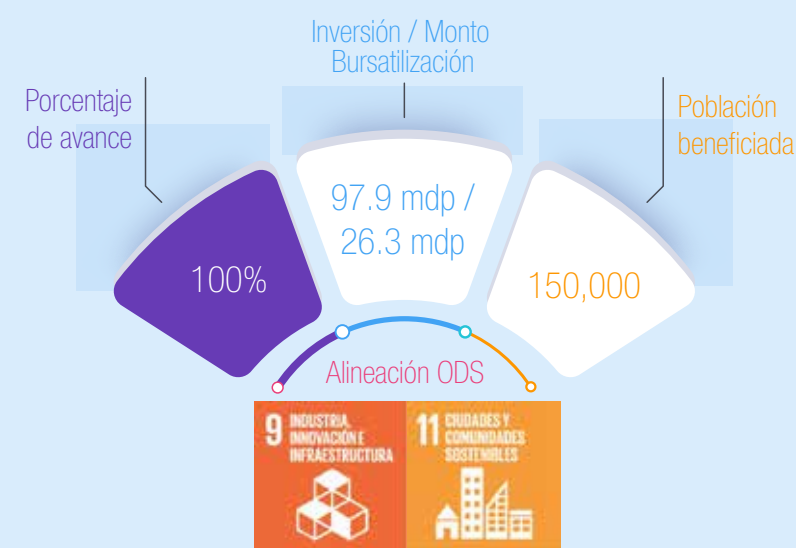 Inversión / Monto
Bursatilización
Porcentaje
de avance
Población
beneficiada
97.9 mdp /
26.3 mdp
100%
150,000
Alineación ODS
9 INDUSTRIA,
INNOVACIÓN E
INFRAESTRUCTURA
11 CIUDADES Y
COMUNIDADES
SOSTENIBLES